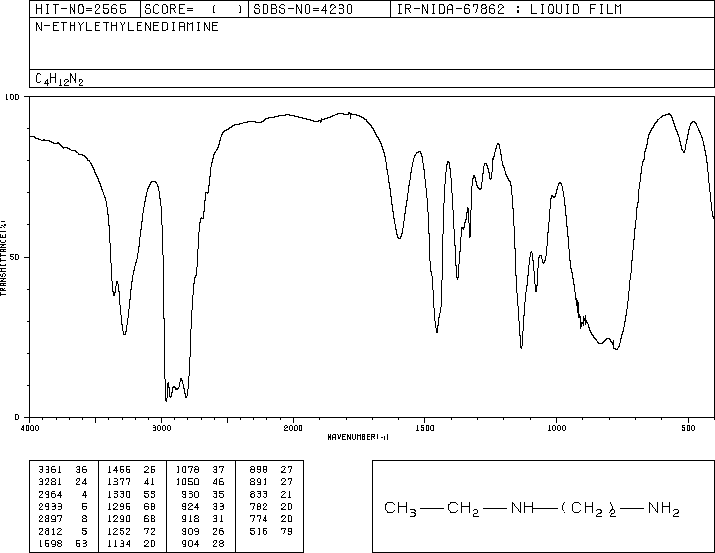 HIT-NO=2565 SCORE= ( ) SDBS-NO=4230 IR-NIDA-67862 : LIQUID FILM
N-ETHYLETHYLENEDIAMINE
C4H12N2
100
50
0
TRANSMITTANCE(%)
4000 3000 2000 1500 1000 500
WAVENUMBER(-1)
3361 36 1466 26 1078 37 898 27
3281 24 1377 41 1050 46 891 27
2964 4 1330 55 930 35 833 21
2933 6 1296 68 924 33 782 20
2897 8 1290 68 918 31 774 20
2812 5 1252 72 909 26 516 79
1598 53 1134 20 904 28
CH3—CH2—NH—(CH2)2—NH2